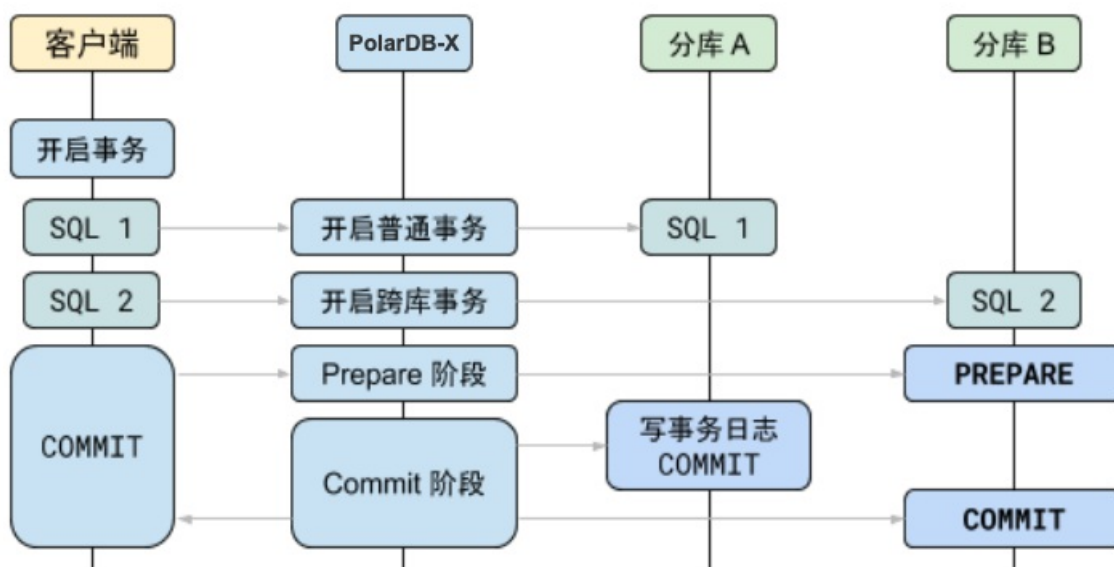 客户端
PolarDB-X
分库 A
分库 B
开启事务
SQL 1
开启普通事务
SQL 1
SQL 2
开启跨库事务
SQL 2
COMMIT
Prepare 阶段
PREPARE
Commit 阶段
写事务日志
COMMIT
COMMIT